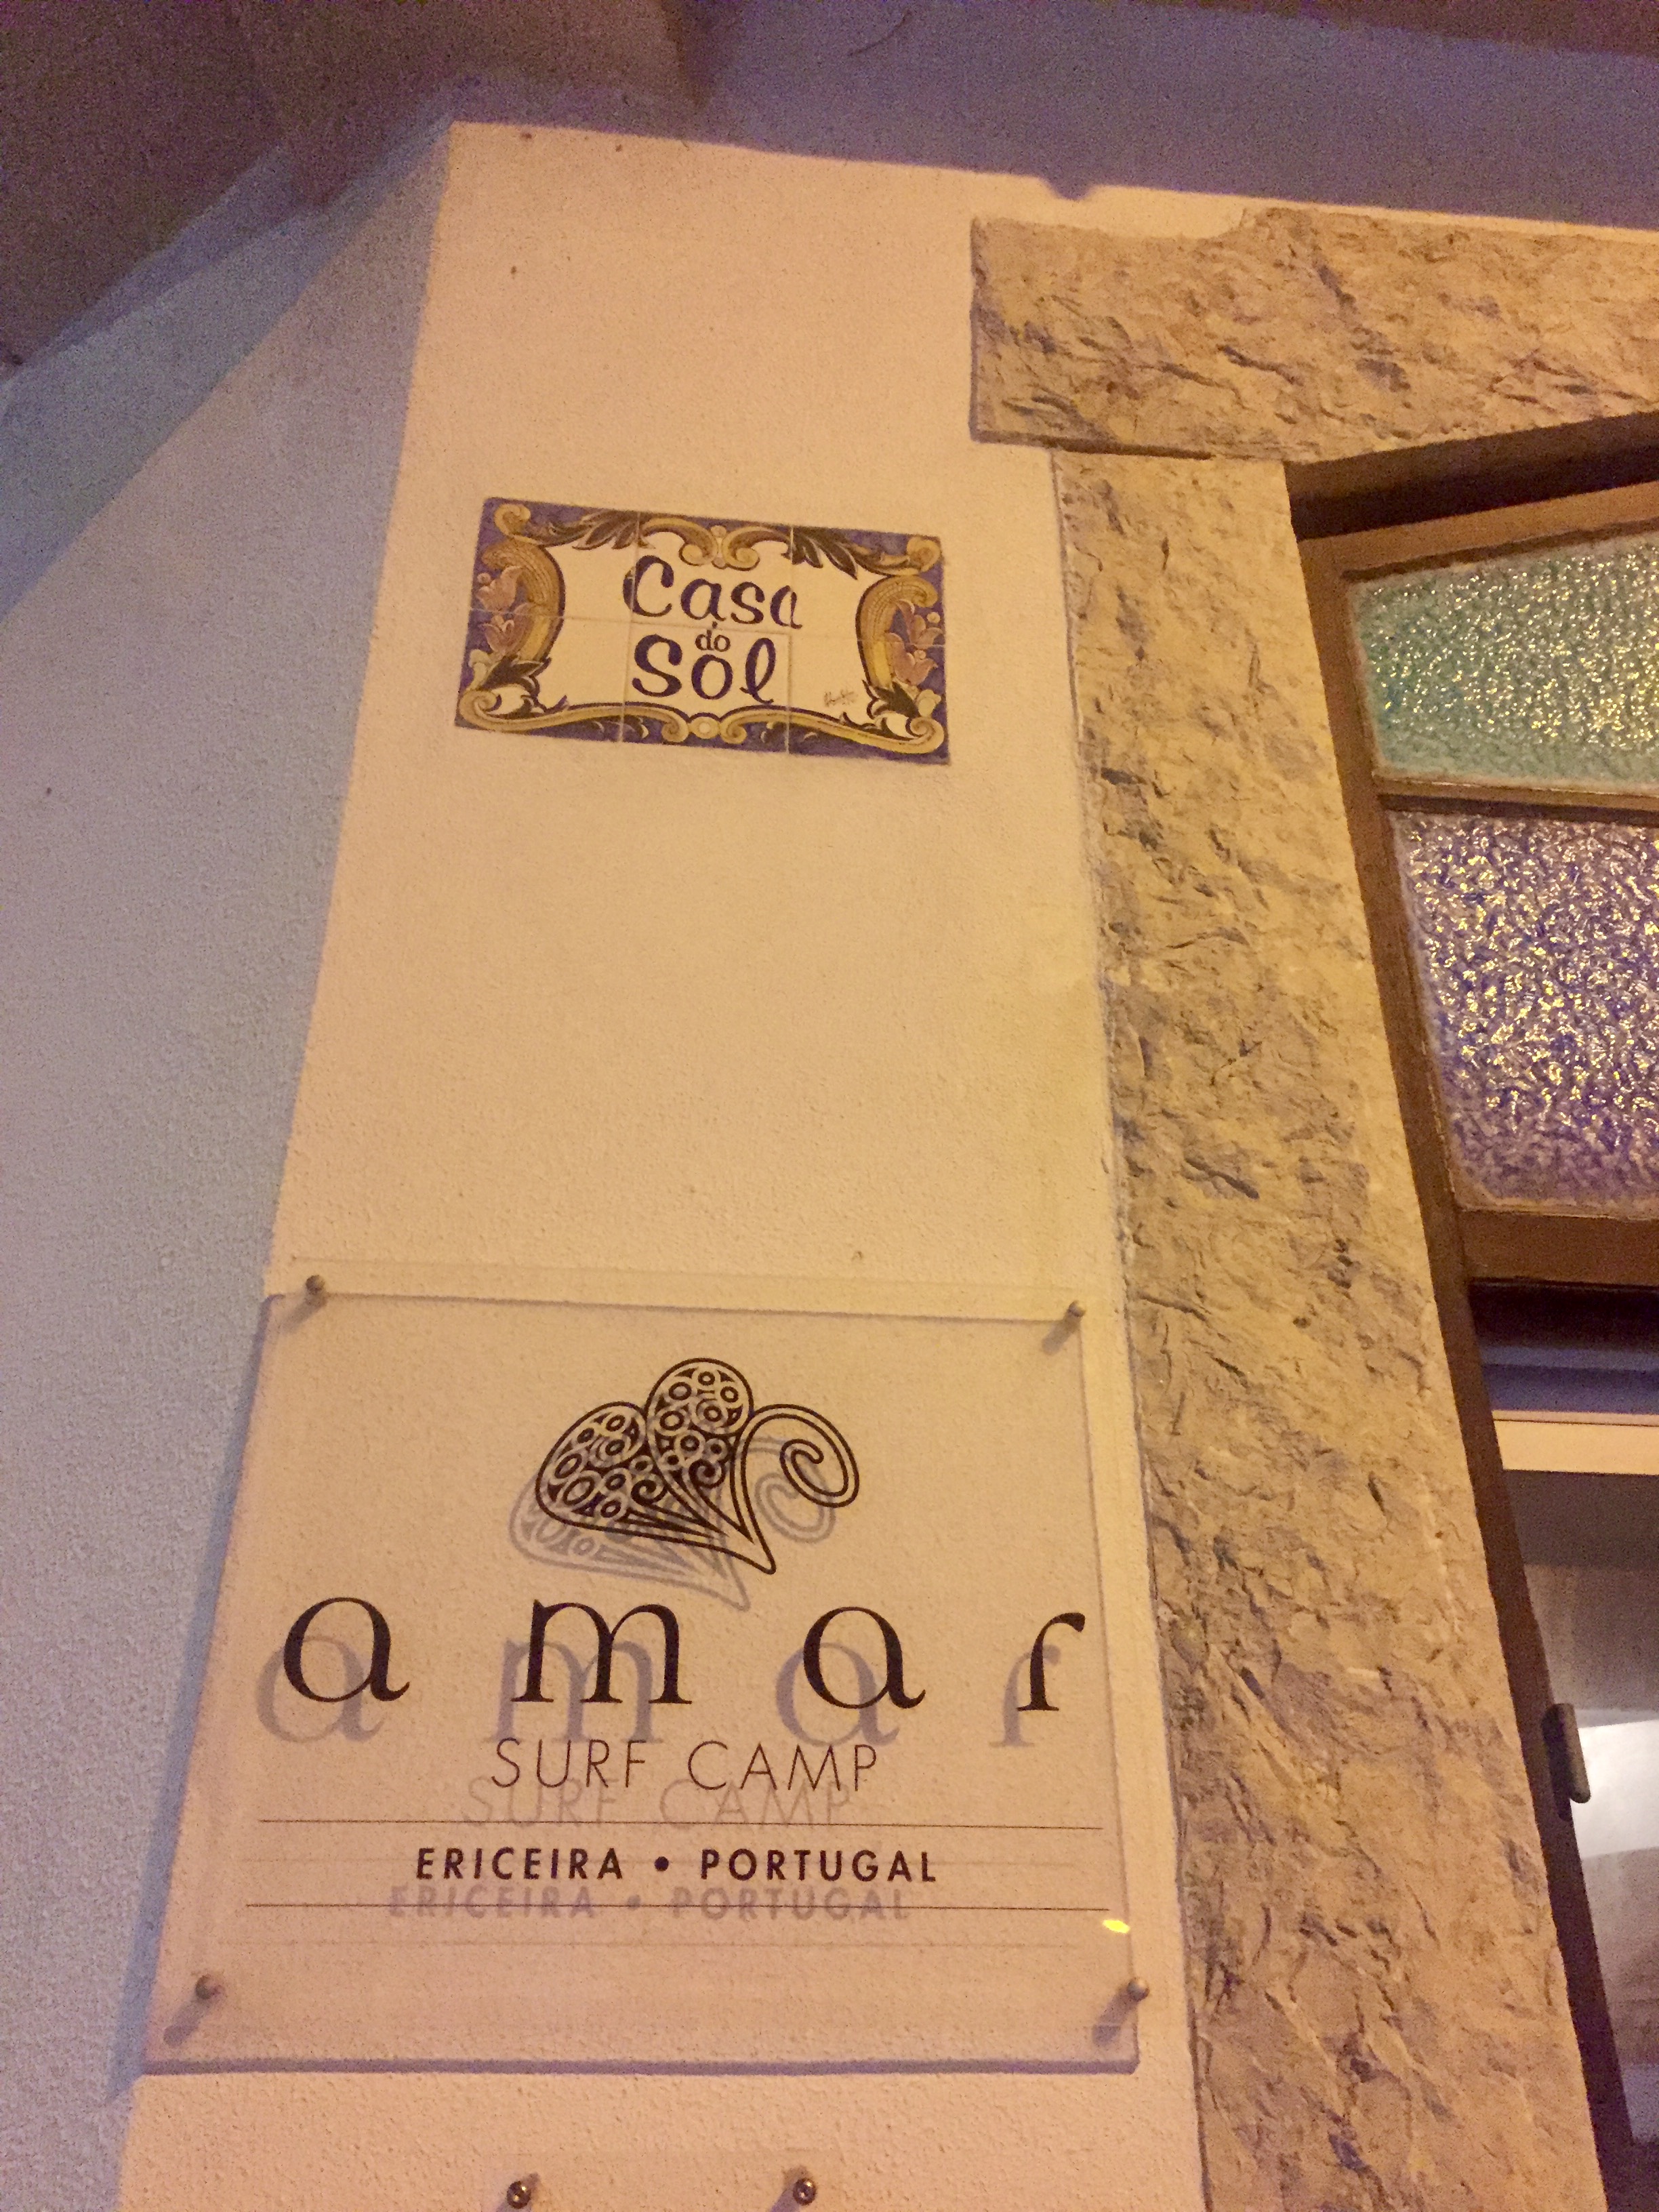 Casa
do
Sol
amar
SURF CAMP
ERICEIRA • PORTUGAL